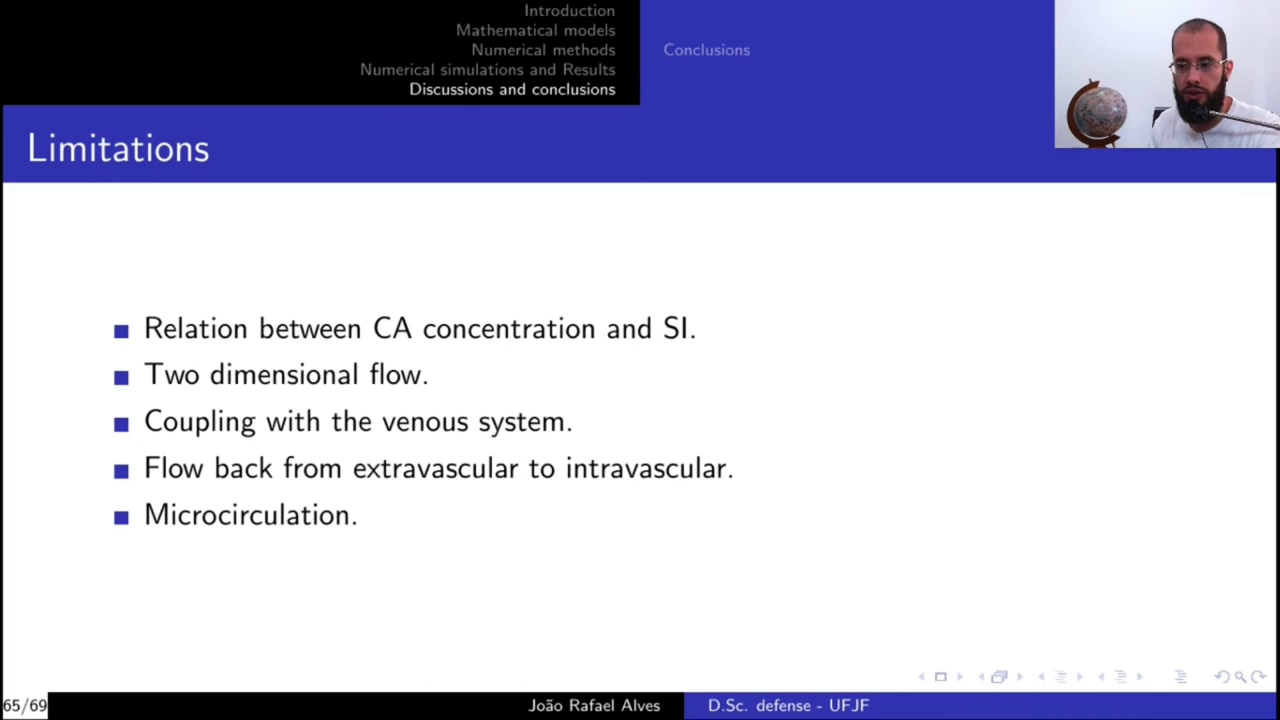 Introduction
Mathematical models
Numerical methods
Numerical simulations and Results
Discussions and conclusions
Conclusions
Limitations
Relation between CA concentration and SI.
Two dimensional flow.
Coupling with the venous system.
Flow back from extravascular to intravascular.
Microcirculation.
65/69
João Rafael Alves
D.Sc. defense - UFJF